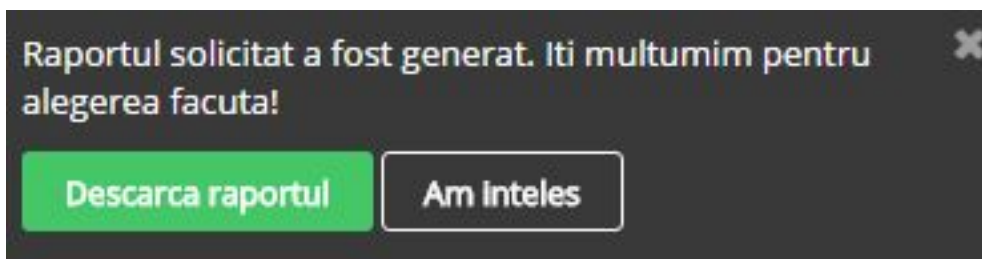 Raportul solicitat a fost generat. Iti multumim pentru
alegerea facuta!
Descarca raportul
Am inteles